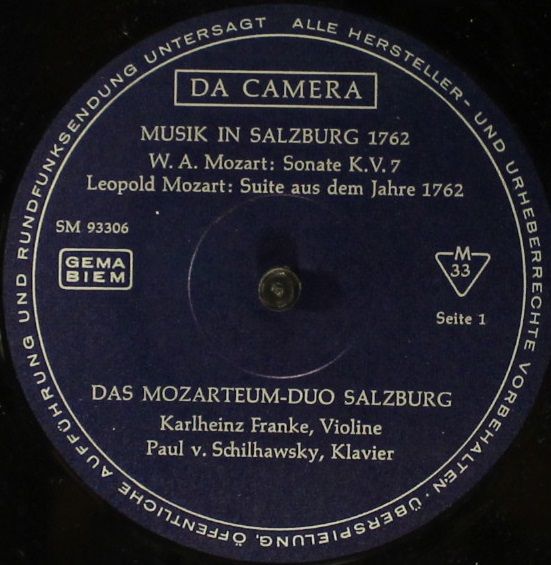 ALLE HERSTELLER- UND URHEBERRECHTE VORBEHALTEN · ÜBERSPIELUNG, ÖFFENTLICHE AUFFÜHRUNG UND RUNDFUNKSENDUNG UNTERSAGT
DA CAMERA
MUSIK IN SALZBURG 1762
W. A. Mozart: Sonate K.V. 7
Leopold Mozart: Suite aus dem Jahre 1762
SM 93306
GEMA
BIEM
M
33
Seite 1
DAS MOZARTEUM-DUO SALZBURG
Karlheinz Franke, Violine
Paul v. Schilhawsky, Klavier